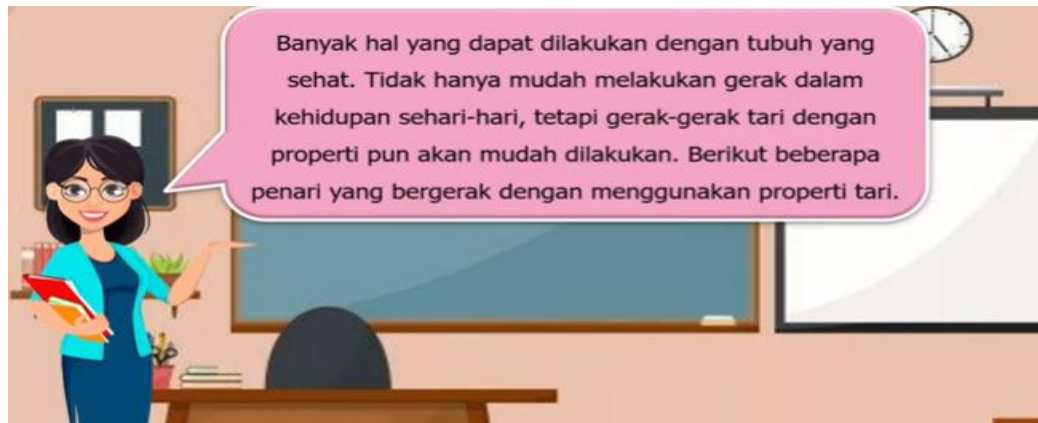 Banyak hal yang dapat dilakukan dengan tubuh yang
sehat. Tidak hanya mudah melakukan gerak dalam
kehidupan sehari-hari, tetapi gerak-gerak tari dengan
properti pun akan mudah dilakukan. Berikut beberapa
penari yang bergerak dengan menggunakan properti tari.